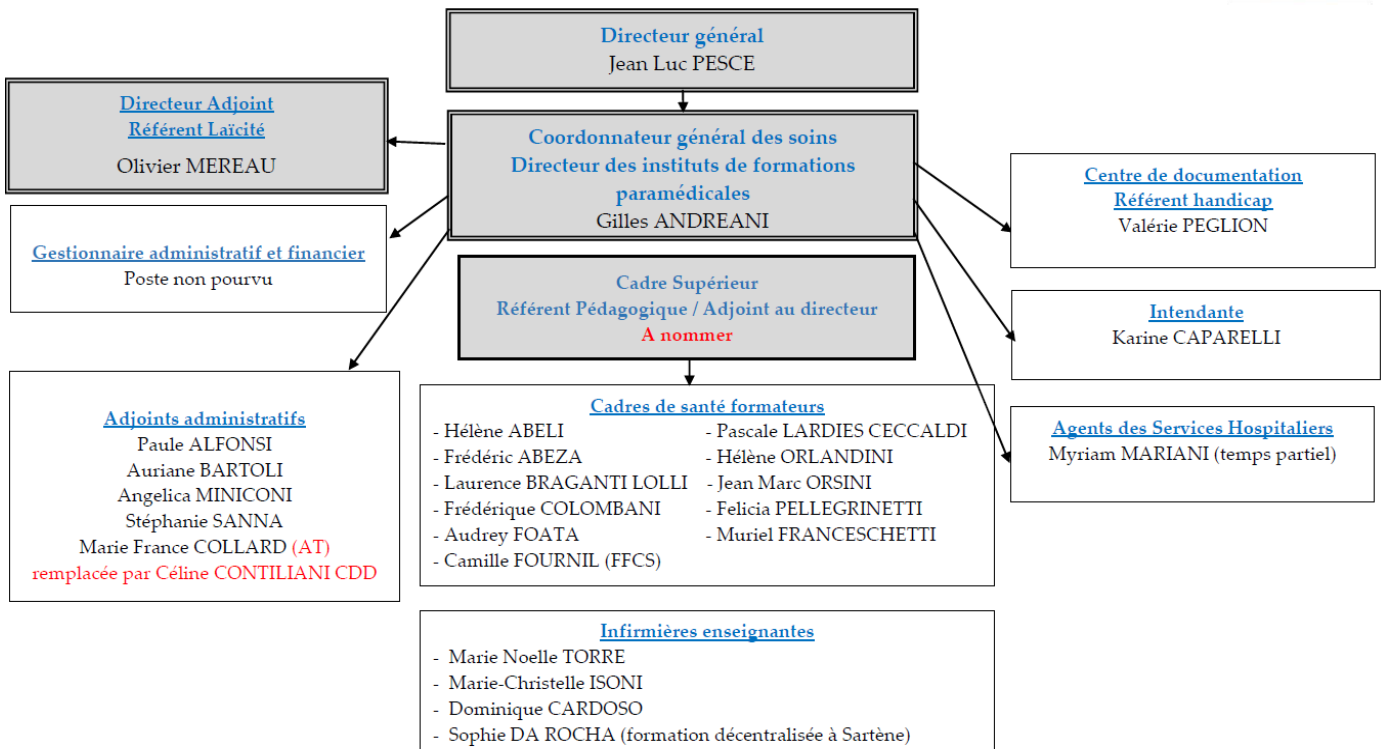 Directeur général
Jean Luc PESCE
Directeur Adjoint
Référent Laïcité
Olivier MEREAU
Coordonnateur général des soins
Directeur des instituts de formations
paramédicales
Gilles ANDREANI
Centre de documentation
Référent handicap
Valérie PEGLION
Gestionnaire administratif et financier
Poste non pourvu
Cadre Supérieur
Référent Pédagogique / Adjoint au directeur
A nommer
Intendante
Karine CAPARELLI
Adjoints administratifs
Paule ALFONSI
Auriane BARTOLI
Angelica MINICONI
Stéphanie SANNA
Marie France COLLARD (AT)
remplacée par Céline CONTILIANI CDD
Cadres de santé formateurs
- Hélène ABELI
- Frédéric ABEZA
- Laurence BRAGANTI LOLLI
- Frédérique COLOMBANI
- Audrey FOATA
- Camille FOURNIL (FFCS)
- Pascale LARDIES CECCALDI
- Hélène ORLANDINI
- Jean Marc ORSINI
- Felicia PELLEGRINETTI
- Muriel FRANCESCHETTI
Agents des Services Hospitaliers
Myriam MARIANI (temps partiel)
Infirmières enseignantes
- Marie Noelle TORRE
- Marie-Christelle ISONI
- Dominique CARDOSO
- Sophie DA ROCHA (formation décentralisée à Sartène)